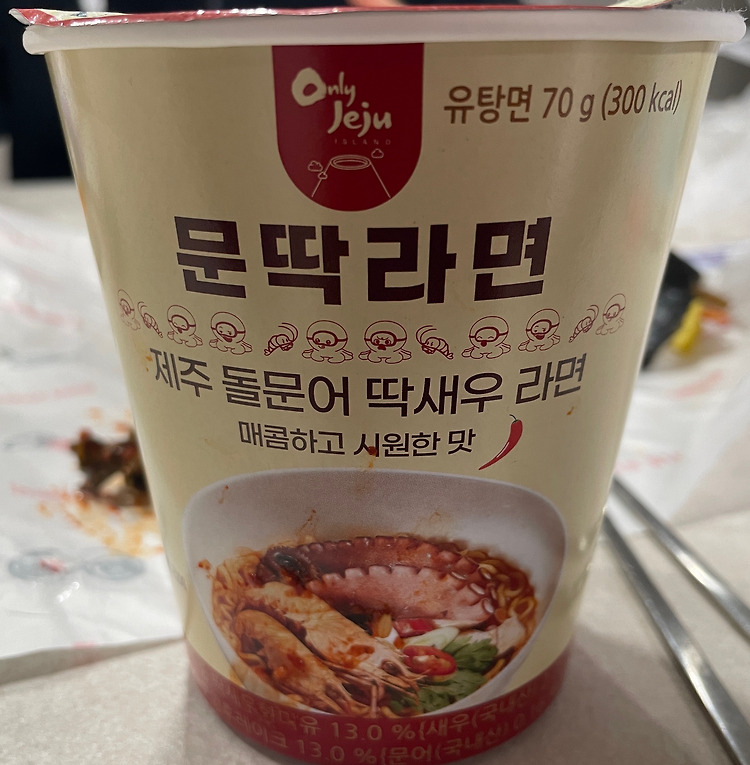 Only
Jeju
ISLAND
유탕면 70 g (300 kcal)
문딱라면
제주 돌문어 딱새우 라면
매콤하고 시원한 맛
13.0 %{새우(국내산)
13.0 %{문어(국내산)